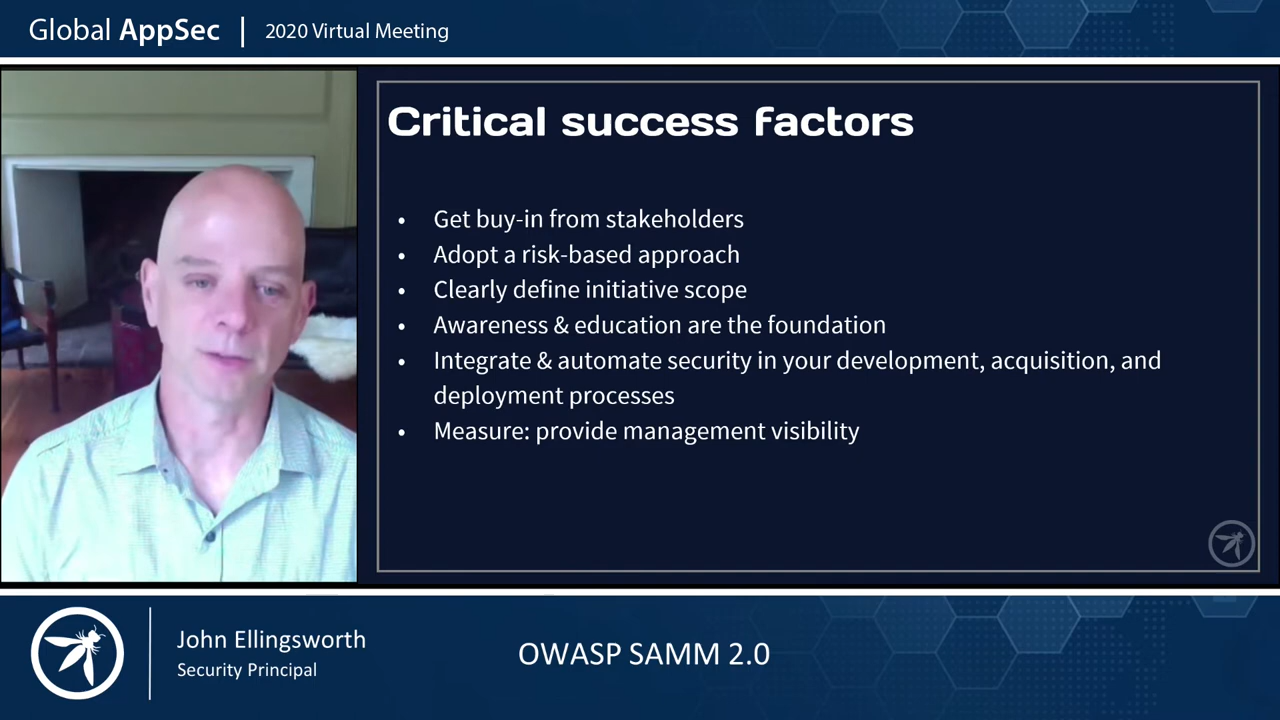 Global AppSec | 2020 Virtual Meeting
Critical success factors
• Get buy-in from stakeholders
• Adopt a risk-based approach
• Clearly define initiative scope
• Awareness & education are the foundation
• Integrate & automate security in your development, acquisition, and
deployment processes
• Measure: provide management visibility
John Ellingsworth
Security Principal
OWASP SAMM 2.0